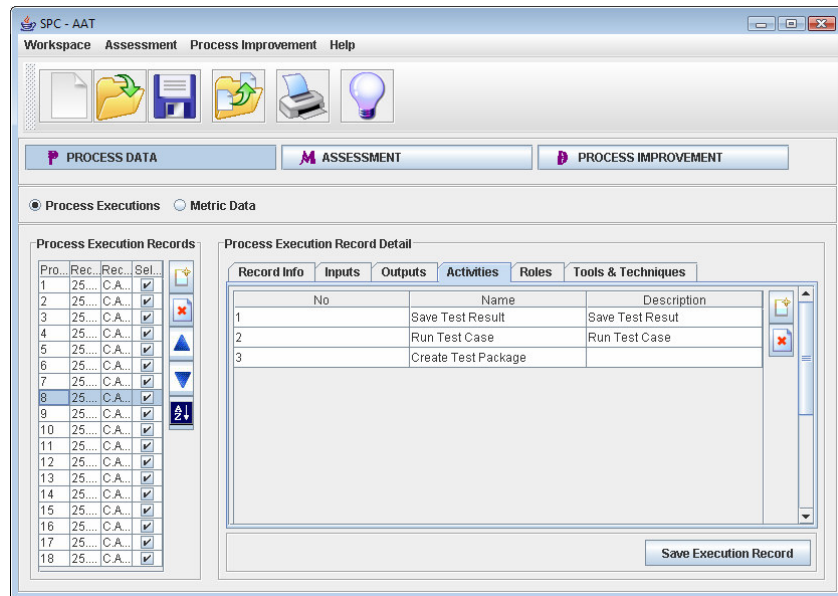 SPC - AAT
Workspace Assessment Process Improvement Help
P PROCESS DATA M ASSESSMENT PROCESS IMPROVEMENT
Process Executions Metric Data
Process Execution Records
Pro... Rec... Rec... Sel...
1 25.... C.A...
2 25.... C.A...
3 25.... C.A...
4 25.... C.A...
5 25.... C.A...
6 25.... C.A...
7 25.... C.A...
8 25.... C.A...
9 25.... C.A...
10 25.... C.A...
11 25.... C.A...
12 25.... C.A...
13 25.... C.A...
14 25.... C.A...
15 25.... C.A...
16 25.... C.A...
17 25.... C.A...
18 25.... C.A...
A
Z
Process Execution Record Detail
Record Info Inputs Outputs Activities Roles Tools & Techniques
No Name Description
1 Save Test Result Save Test Resut
2 Run Test Case Run Test Case
3 Create Test Package
Save Execution Record